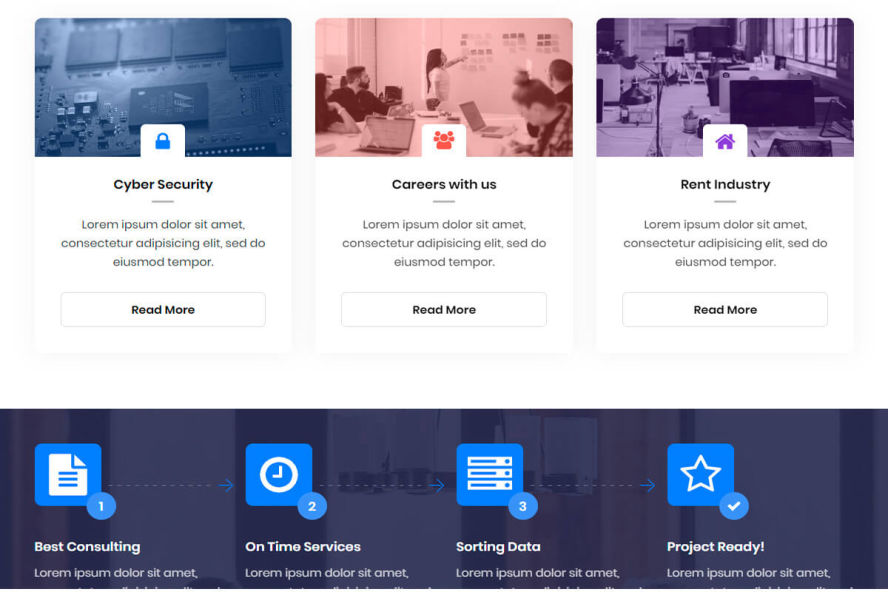 Cyber Security
Lorem ipsum dolor sit amet,
consectetur adipisicing elit, sed do
eiusmod tempor.
Read More
Careers with us
Lorem ipsum dolor sit amet,
consectetur adipisicing elit, sed do
eiusmod tempor.
Read More
Rent Industry
Lorem ipsum dolor sit amet,
consectetur adipisicing elit, sed do
eiusmod tempor.
Read More
1
Best Consulting
Lorem ipsum dolor sit amet,
2
On Time Services
Lorem ipsum dolor sit amet,
3
Sorting Data
Lorem ipsum dolor sit amet,
Project Ready!
Lorem ipsum dolor sit amet,